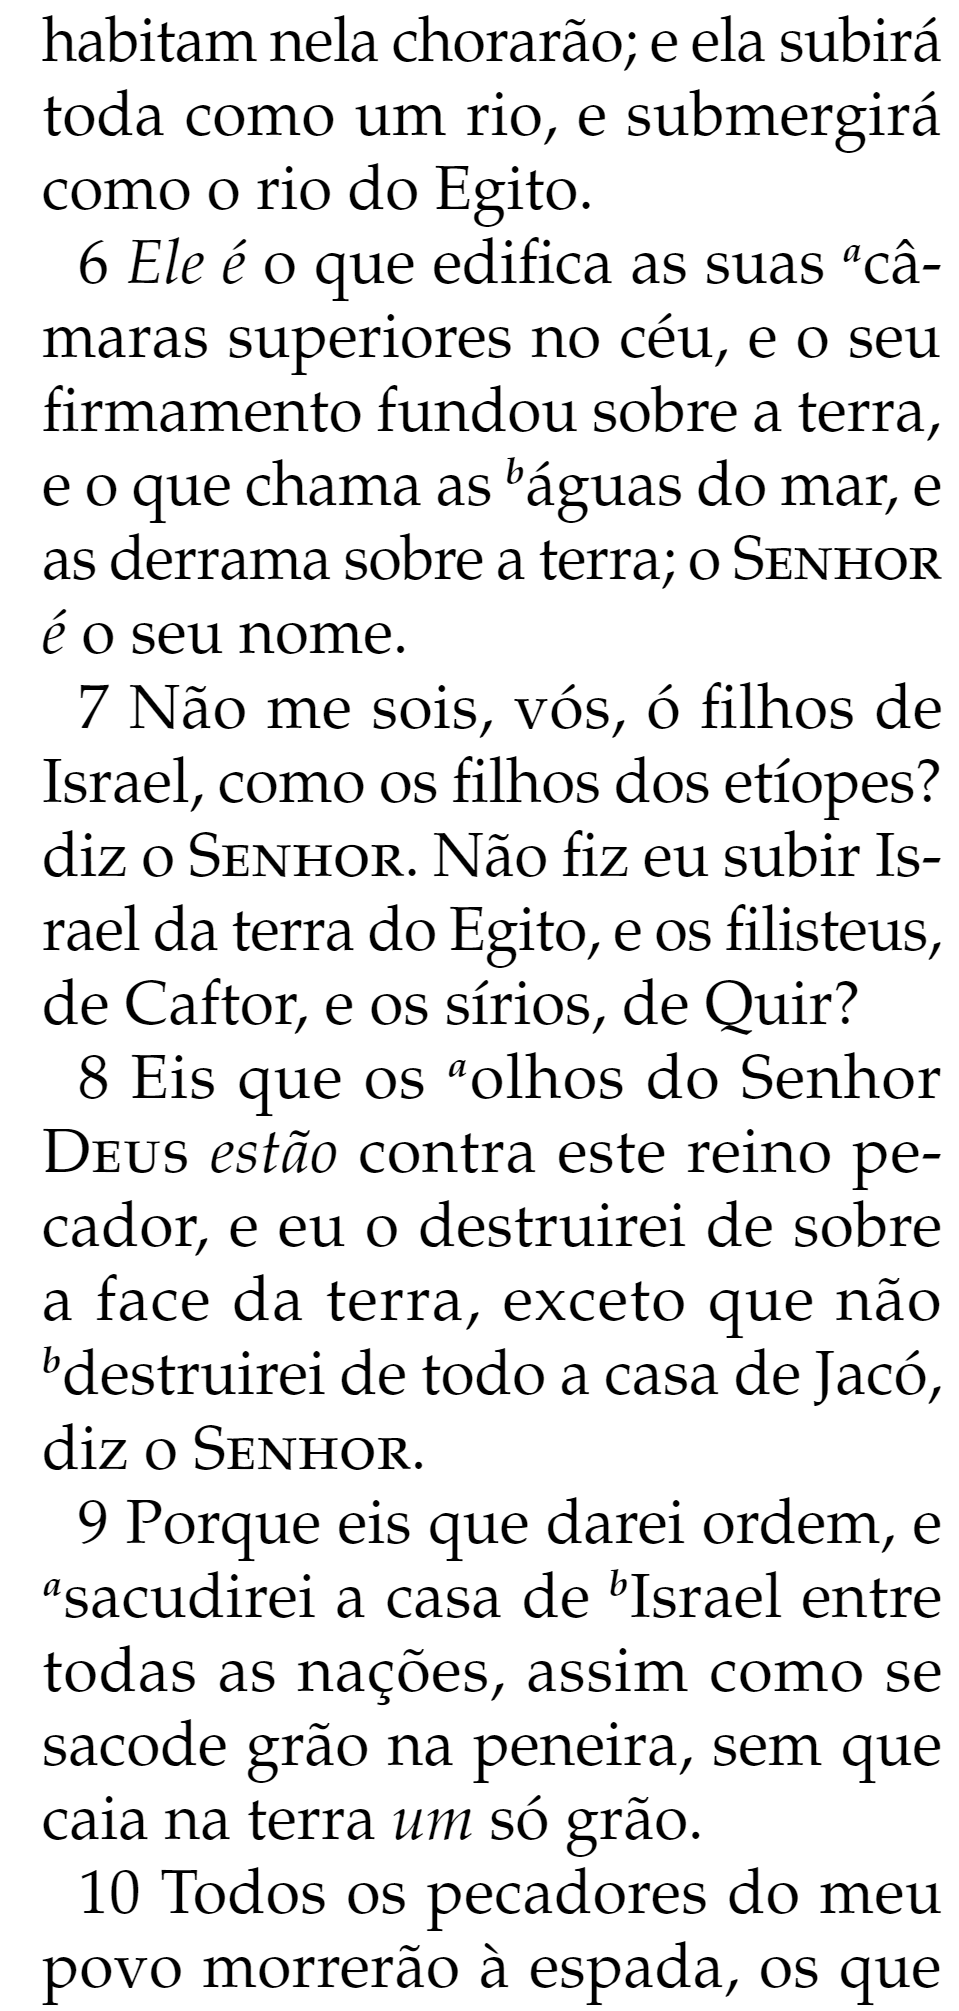 habitam nela chorarão; e ela subirá
toda como um rio, e submergirá
como o rio do Egito.
6 Ele é o que edifica as suas ᵃcâ-
maras superiores no céu, e o seu
firmamento fundou sobre a terra,
e o que chama as ᵇáguas do mar, e
as derrama sobre a terra; o SENHOR
é o seu nome.
7 Não me sois, vós, ó filhos de
Israel, como os filhos dos etíopes?
diz o SENHOR. Não fiz eu subir Is-
rael da terra do Egito, e os filisteus,
de Caftor, e os sírios, de Quir?
8 Eis que os ᵃolhos do Senhor
DEUS estão contra este reino pe-
cador, e eu o destruirei de sobre
a face da terra, exceto que não
ᵇdestruirei de todo a casa de Jacó,
diz o SENHOR.
9 Porque eis que darei ordem, e
ᵃsacudirei a casa de ᵇIsrael entre
todas as nações, assim como se
sacode grão na peneira, sem que
caia na terra um só grão.
10 Todos os pecadores do meu
povo morrerão à espada, os que